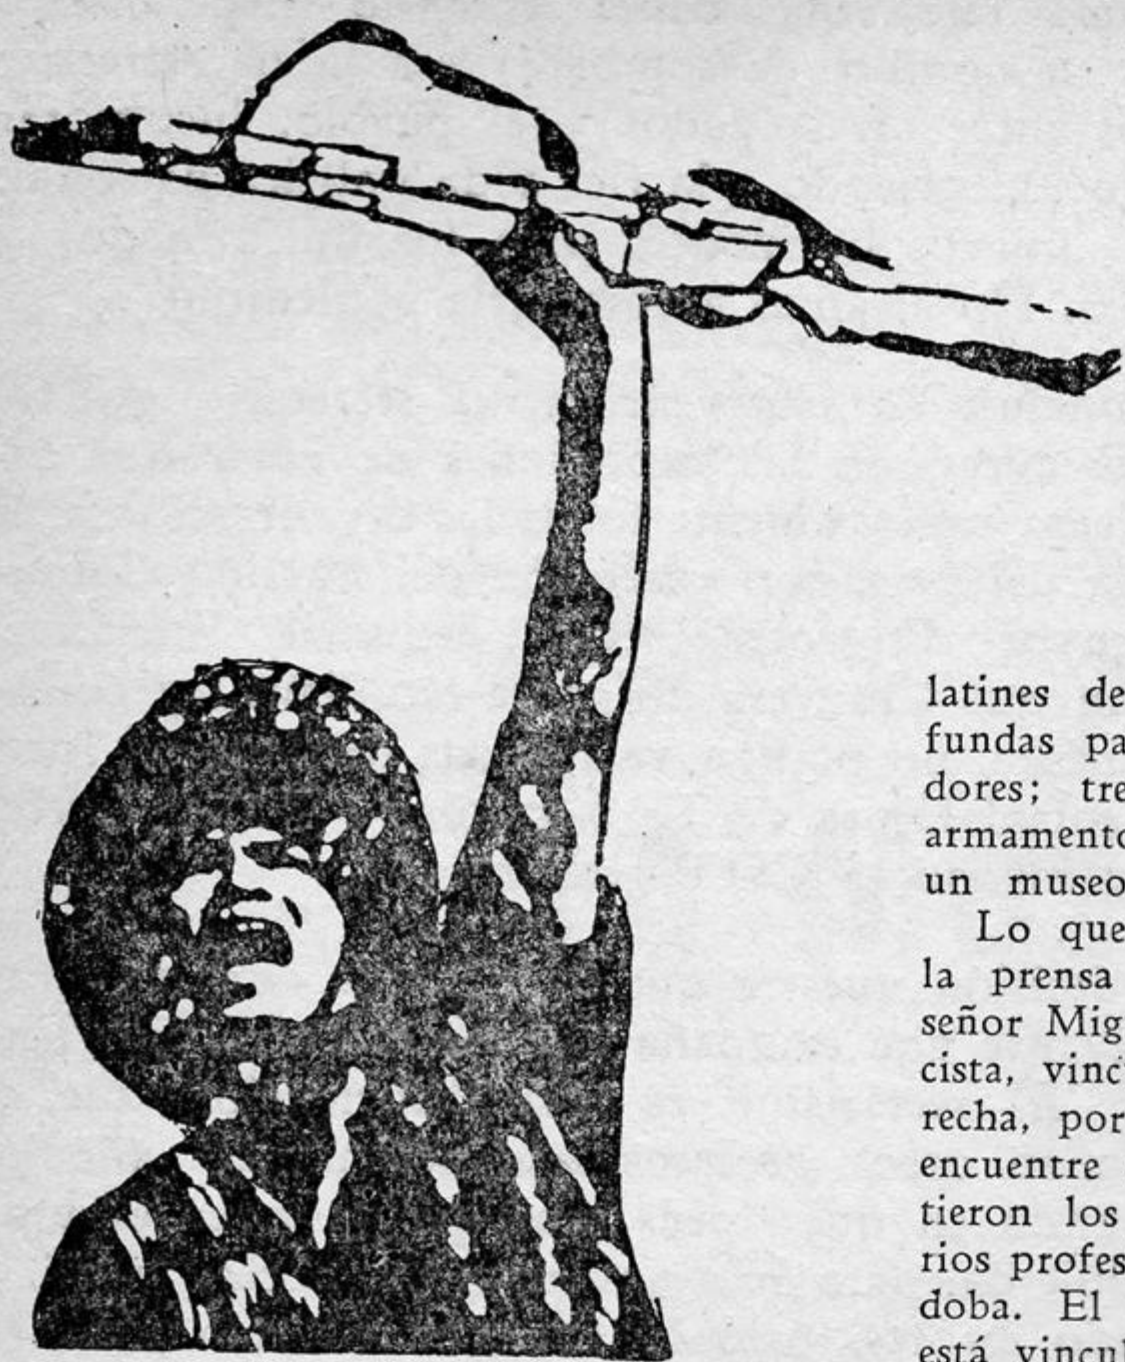 latines de
fundas pa
dores; tre
armamento
un museo
Lo que
la prensa
señor Mig
cista, vinc
recha, por
encuentre
tieron los
rios profes
doba. El
está vincul